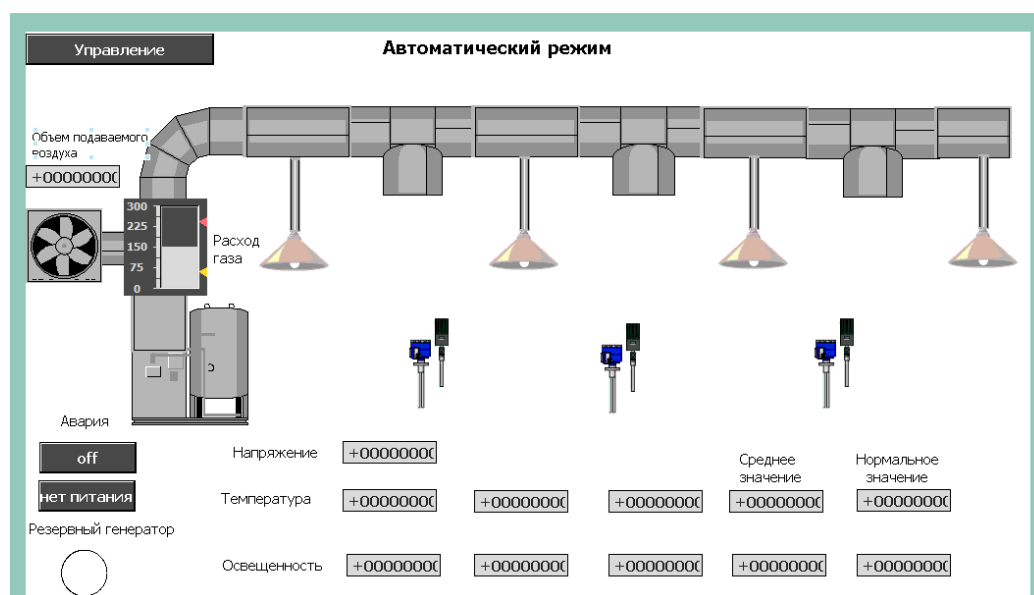 Управление
Автоматический режим
Объем подаваемого
воздуха
+0000000(
300
225
150
75
0
Расход
газа
Авария
off
нет питания
Резервный генератор
Напряжение
+0000000(
Среднее
значение
Нормальное
значение
Температура
+0000000(
+0000000(
+0000000(
+0000000(
+0000000(
Освещенность
+0000000(
+0000000(
+0000000(
+0000000(
+0000000(